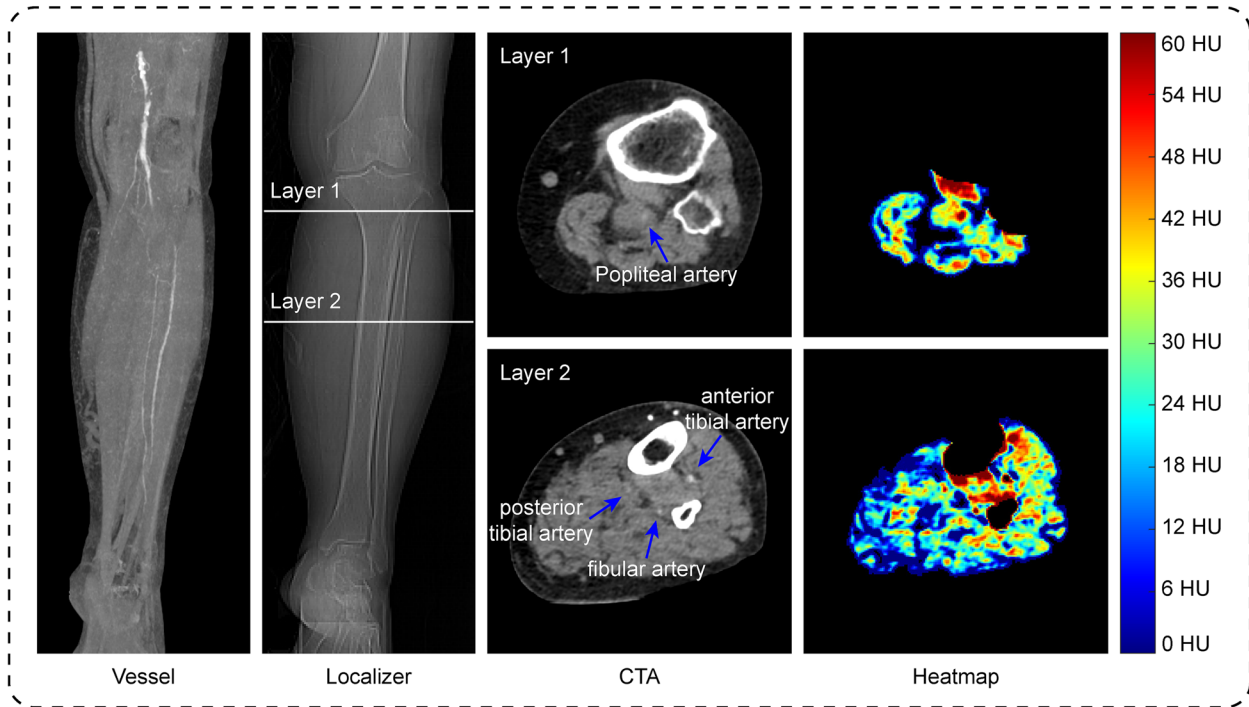 Layer 1
Layer 2
Layer 1
Popliteal artery
Layer 2
anterior
tibial artery
posterior
tibial artery
fibular artery
60 HU
54 HU
48 HU
42 HU
36 HU
30 HU
24 HU
18 HU
12 HU
6 HU
0 HU
Vessel
Localizer
CTA
Heatmap